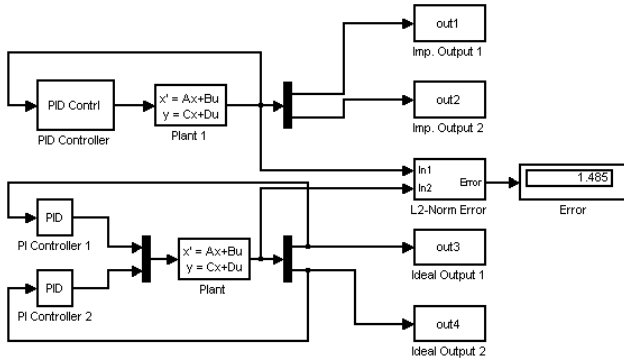 out1
Imp. Output 1
PID Contrl
PID Controller
x' = Ax+Bu
y = Cx+Du
Plant 1
out2
Imp. Output 2
In1
In2
Error
L2-Norm Error
1.485
Error
PID
PI Controller 1
PID
PI Controller 2
x' = Ax+Bu
y = Cx+Du
Plant
out3
Ideal Output 1
out4
Ideal Output 2